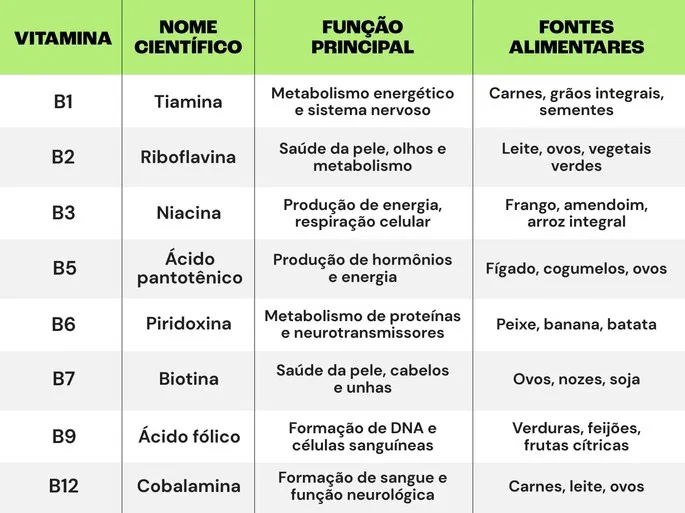 VITAMINA
NOME
CIENTÍFICO
FUNÇÃO
PRINCIPAL
FONTES
ALIMENTARES
B1
Tiamina
Metabolismo energético
e sistema nervoso
Carnes, grãos integrais,
sementes
B2
Riboflavina
Saúde da pele, olhos e
metabolismo
Leite, ovos, vegetais
verdes
B3
Niacina
Produção de energia,
respiração celular
Frango, amendoim,
arroz integral
B5
Ácido
pantotênico
Produção de hormônios
e energia
Fígado, cogumelos, ovos
B6
Piridoxina
Metabolismo de proteínas
e neurotransmissores
Peixe, banana, batata
B7
Biotina
Saúde da pele, cabelos
e unhas
Ovos, nozes, soja
B9
Ácido fólico
Formação de DNA e
células sanguíneas
Verduras, feijões,
frutas cítricas
B12
Cobalamina
Formação de sangue e
função neurológica
Carnes, leite, ovos